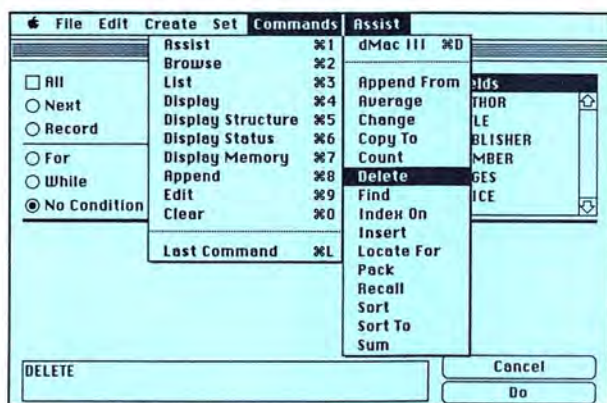 File Edit Create Set Commands Assist
Assist ⌘1
Browse ⌘2
List ⌘3
Display ⌘4
Display Structure ⌘5
Display Status ⌘6
Display Memory ⌘7
Append ⌘8
Edit ⌘9
Clear ⌘0
Last Command ⌘L
dMac III ⌘D
Append From
Average
Change
Copy To
Count
Delete
Find
Index On
Insert
Locate For
Pack
Recall
Sort
Sort To
Sum
All
Next
Record
For
While
No Condition
elds
THOR
LE
BLISHER
MBER
GES
ICE
DELETE
Cancel
Do